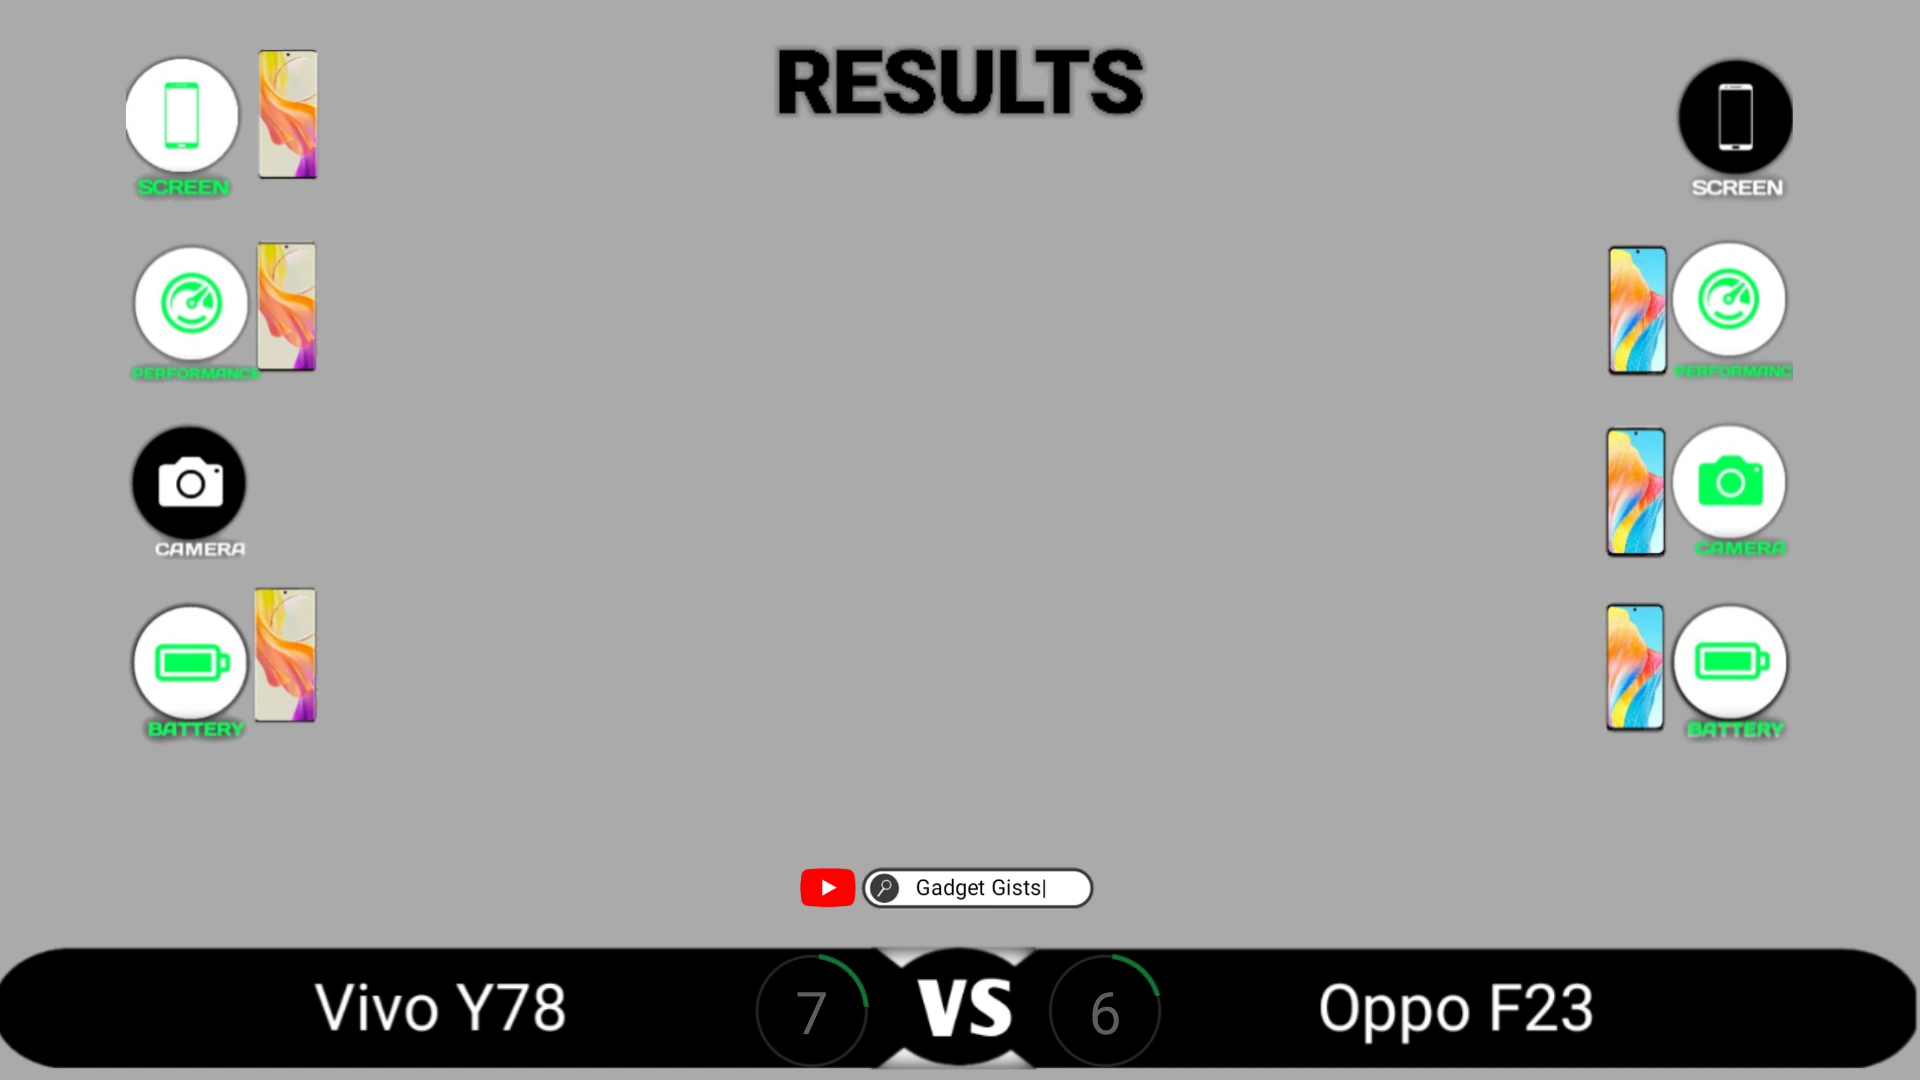 RESULTS
SCREEN
SCREEN
PERFORMANCE
PERFORMANC
CAMERA
CAMERA
BATTERY
BATTERY
Gadget Gists|
Vivo Y78 7 VS 6 Oppo F23